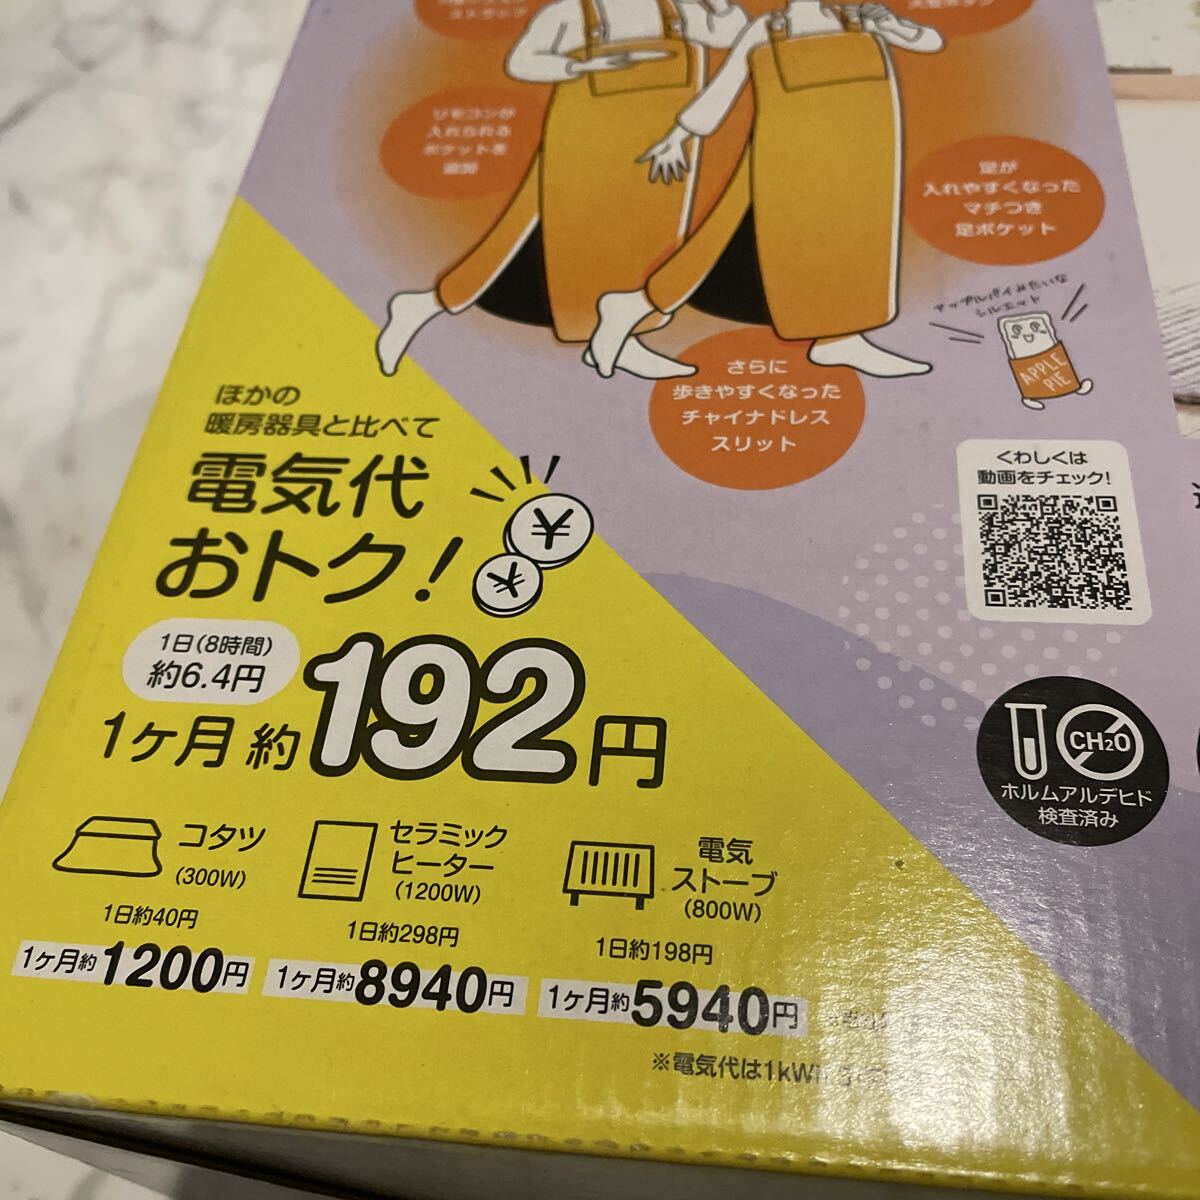 リモコンが
入れられる
ポケットを
追加
足が
入れやすくなった
マチつき
足ポケット
アップルパイみたいな
シルエット
APPLE
PIE
さらに
歩きやすくなった
チャイナドレス
スリット
くわしくは
動画をチェック!
ほかの
暖房器具と比べて
電気代
おトク!
¥
¥
1日(8時間)
約6.4円
1ヶ月 約192円
CH2O
ホルムアルデヒド
検査済み
コタツ
(300W)
1日約40円
1ヶ月約1200円
セラミック
ヒーター
(1200W)
1日約298円
1ヶ月約8940円
電気
ストーブ
(800W)
1日約198円
1ヶ月約5940円
※電気代は1kWh